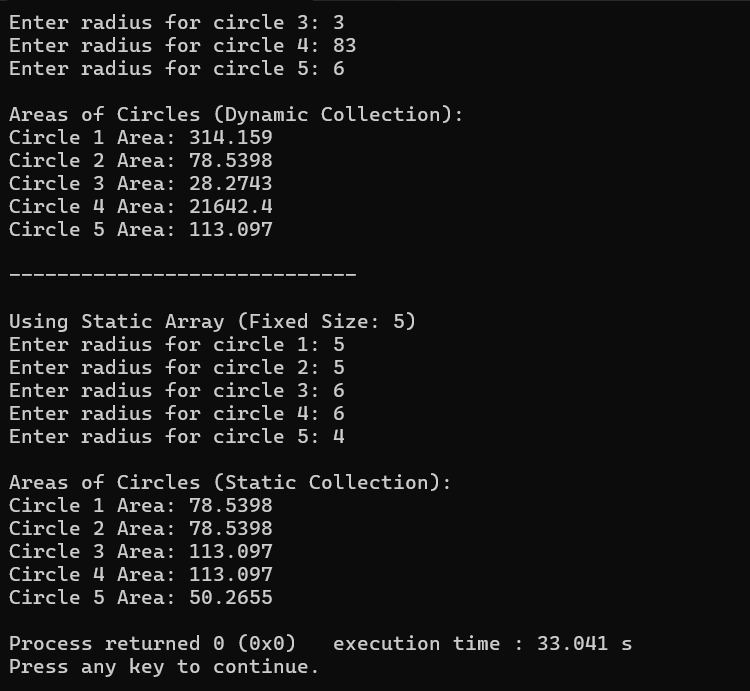 Enter radius for circle 3: 3
Enter radius for circle 4: 83
Enter radius for circle 5: 6
Areas of Circles (Dynamic Collection):
Circle 1 Area: 314.159
Circle 2 Area: 78.5398
Circle 3 Area: 28.2743
Circle 4 Area: 21642.4
Circle 5 Area: 113.097
-----------------------------
Using Static Array (Fixed Size: 5)
Enter radius for circle 1: 5
Enter radius for circle 2: 5
Enter radius for circle 3: 6
Enter radius for circle 4: 6
Enter radius for circle 5: 4
Areas of Circles (Static Collection):
Circle 1 Area: 78.5398
Circle 2 Area: 78.5398
Circle 3 Area: 113.097
Circle 4 Area: 113.097
Circle 5 Area: 50.2655
Process returned 0 (0x0)   execution time : 33.041 s
Press any key to continue.